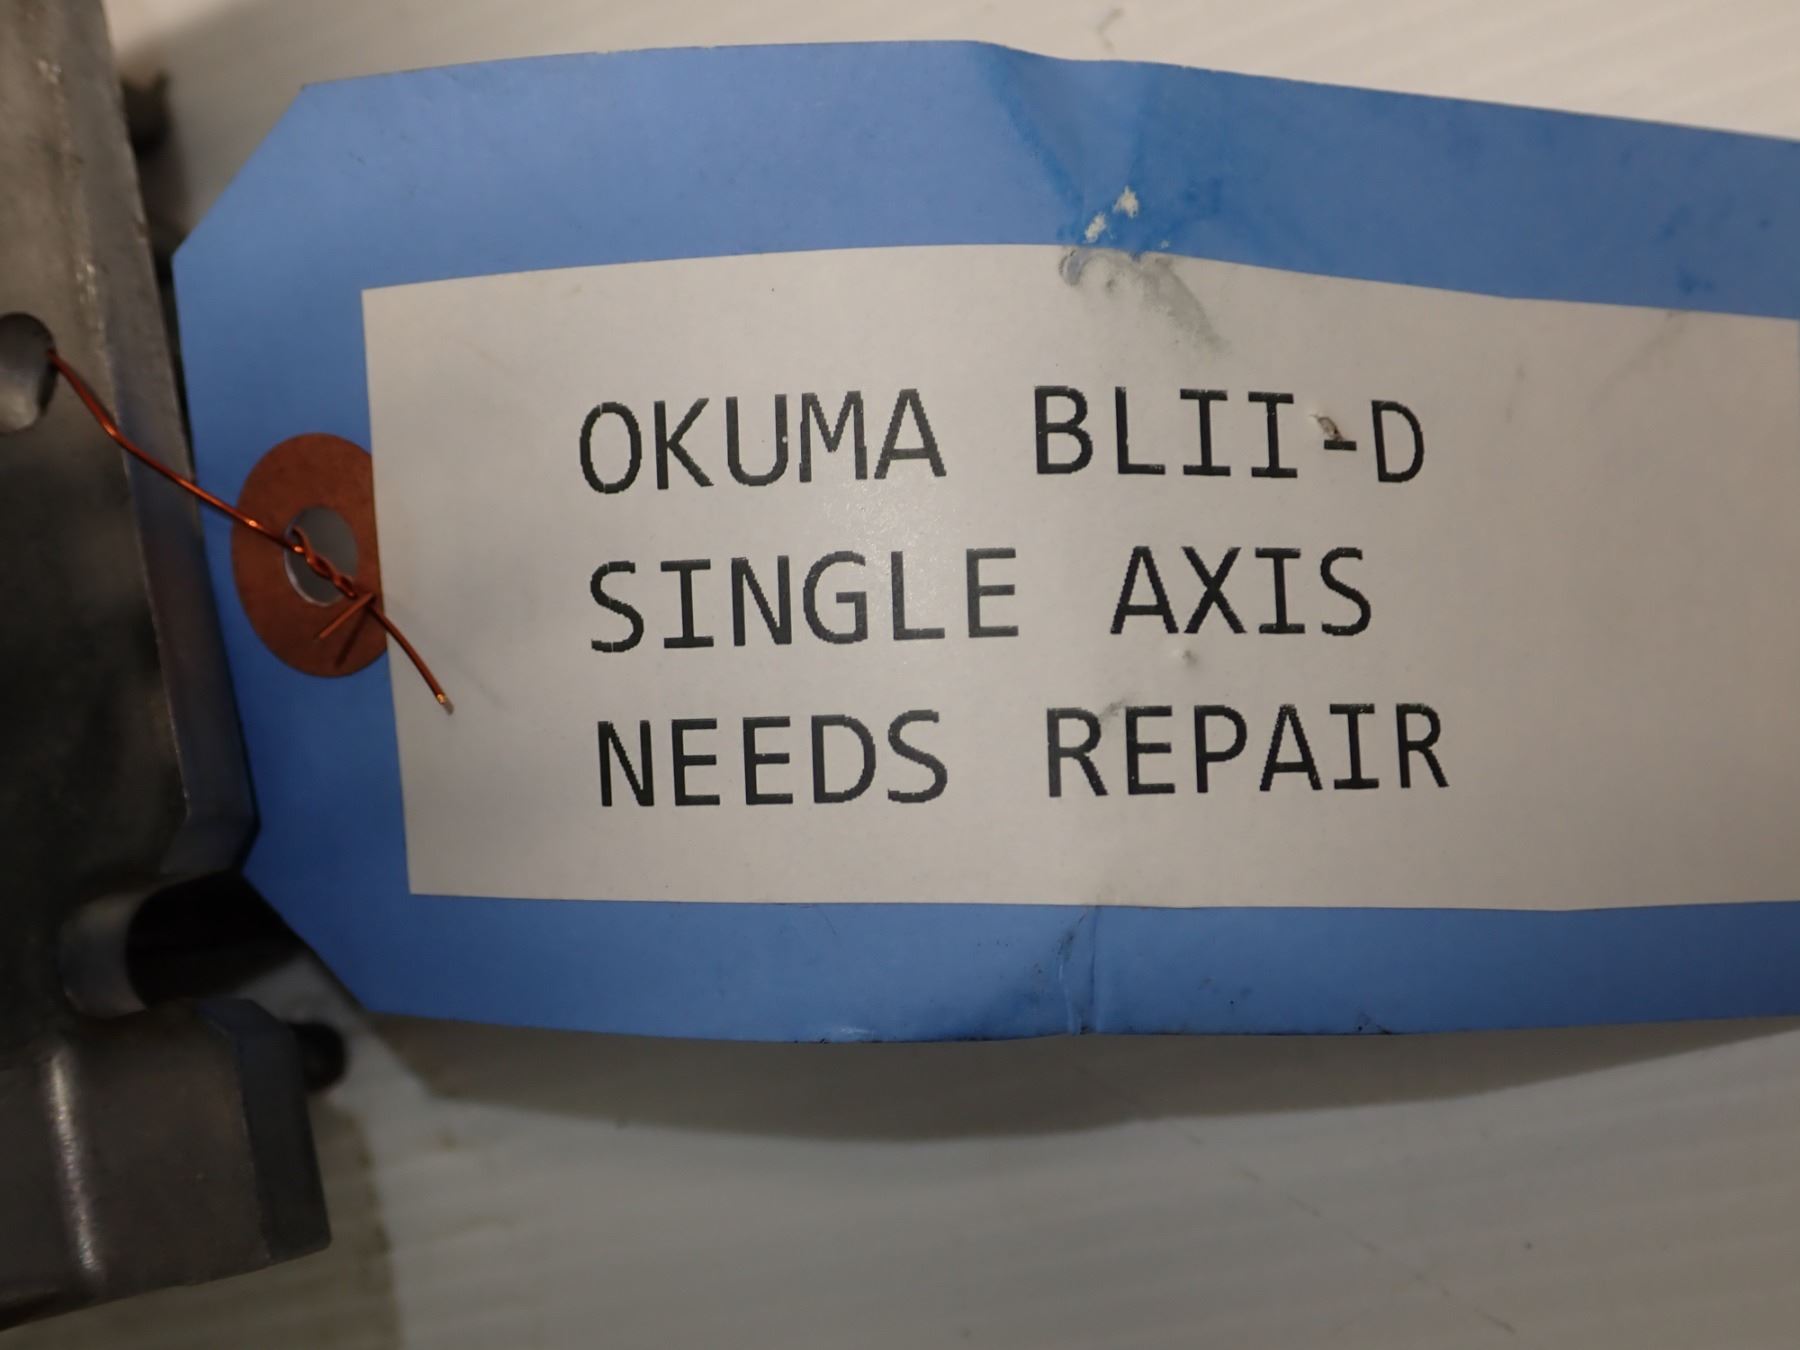 OKUMA BLII-D
SINGLE AXIS
NEEDS REPAIR